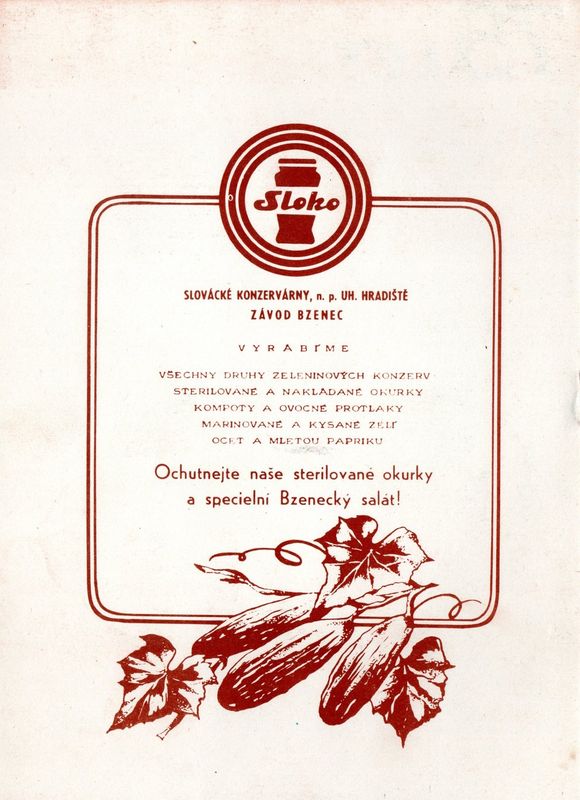 Sloko
SLOVÁCKÉ KONZERVÁRNY, n. p. UH. HRADIŠTĚ
ZÁVOD BZENEC
VYRÁBÍME
VŠECHNY DRUHY ZELENINOVÝCH KONZERV
STERILOVANÉ A NAKLÁDANÉ OKURKY
KOMPOTY A OVOCNÉ PROTLAKY
MARINOVANÉ A KYSANÉ ZELÍ
OCET A MLETOU PAPRIKU
Ochutnejte naše sterilované okurky
a specielní Bzenecký salát!